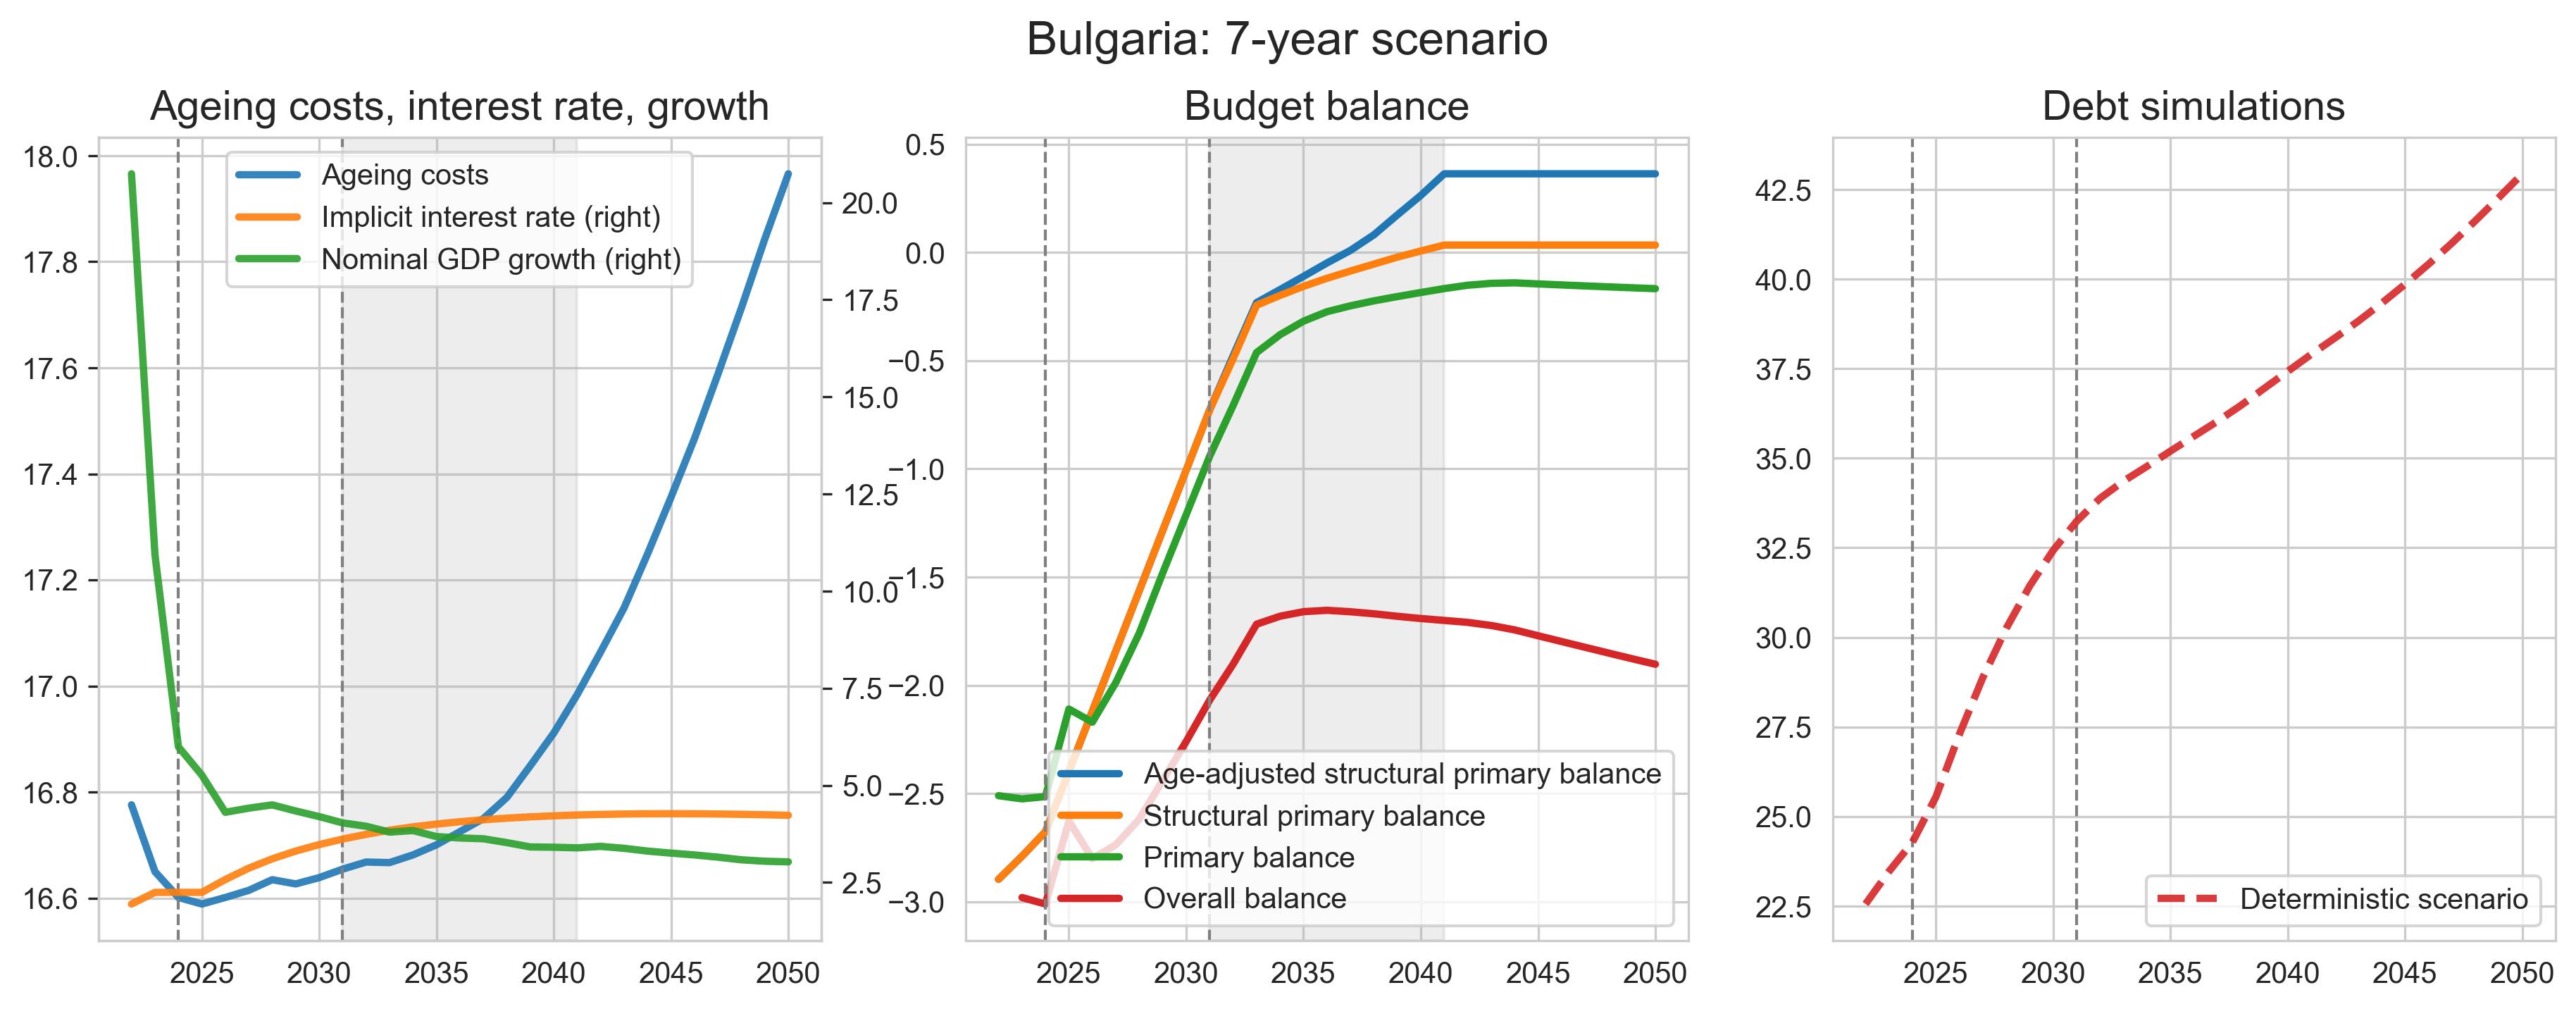 Bulgaria: 7-year scenario
Ageing costs, interest rate, growth
18.0
17.8
17.6
17.4
17.2
17.0
16.8
16.6
20.0
17.5
15.0
12.5
10.0
7.5
5.0
2.5
Ageing costs
Implicit interest rate (right)
Nominal GDP growth (right)
2025 2030 2035 2040 2045 2050
Budget balance
0.5
0.0
−0.5
−1.0
−1.5
−2.0
−2.5
−3.0
Age-adjusted structural primary balance
Structural primary balance
Primary balance
Overall balance
2025 2030 2035 2040 2045 2050
Debt simulations
42.5
40.0
37.5
35.0
32.5
30.0
27.5
25.0
22.5
Deterministic scenario
2025 2030 2035 2040 2045 2050